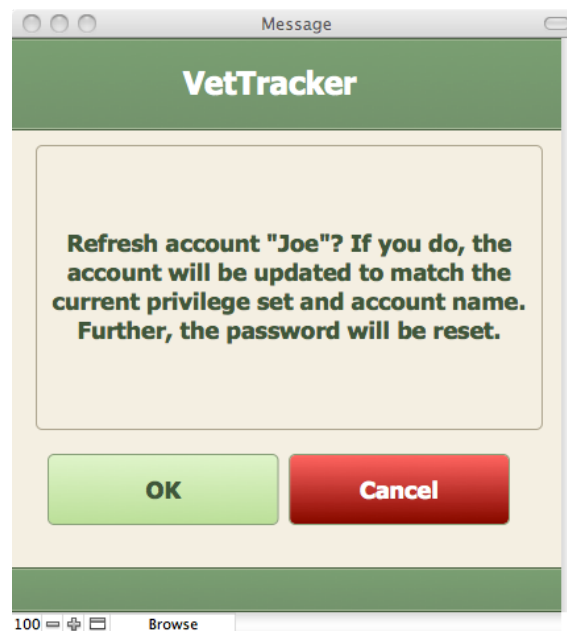 Message
VetTracker
Refresh account "Joe"? If you do, the
account will be updated to match the
current privilege set and account name.
Further, the password will be reset.
OK
Cancel
100
Browse